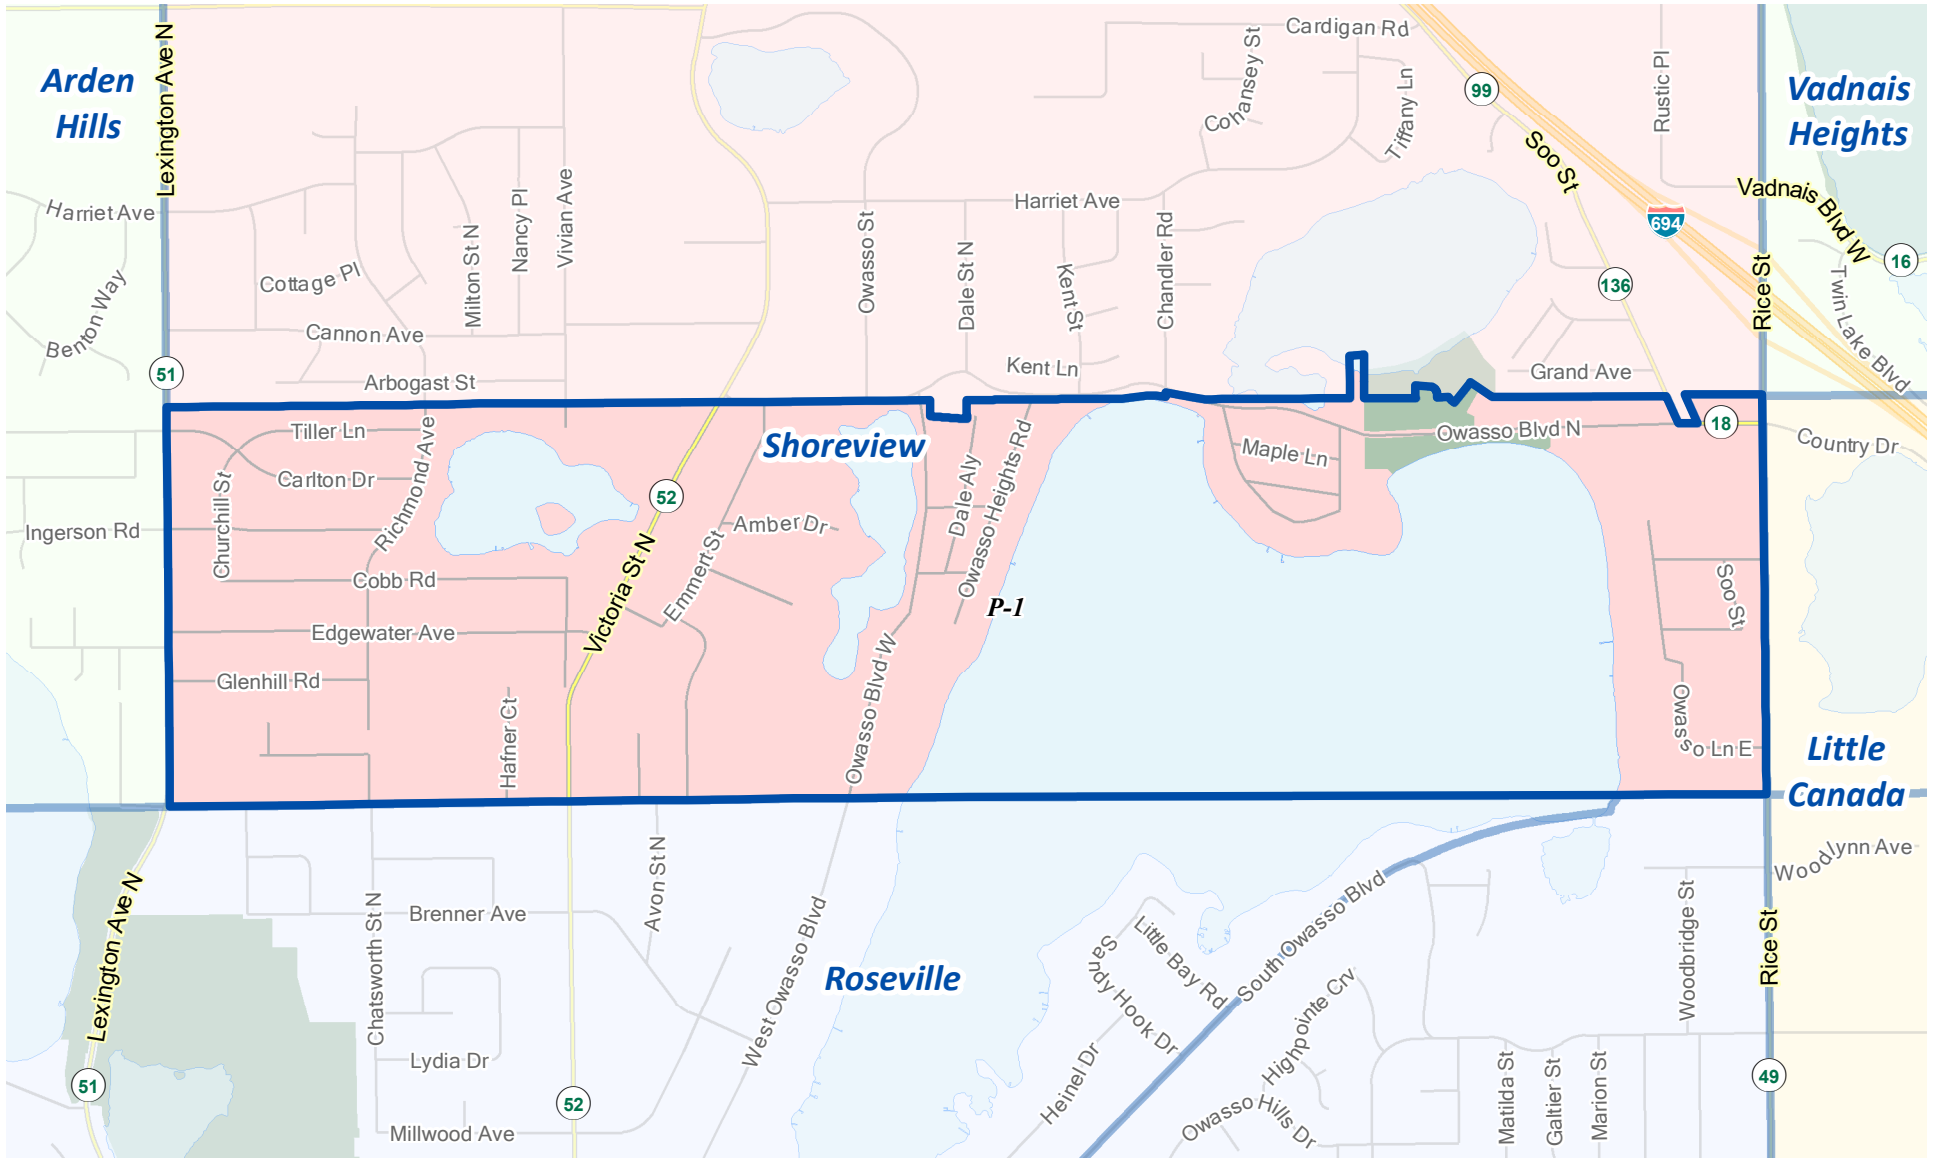 Cardigan Rd
Lexington Ave N
Arden
Hills
Cohansey St
Tiffany Ln
99
Rustic Pl
Vadnais
Heights
Soo St
Vadnais Blvd W
Harriet Ave
Nancy Pl
Vivian Ave
Harriet Ave
694
Milton St N
Owasso St
Dale St N
Kent St
Chandler Rd
136
Rice St
16
Twin Lake Blvd
Benton Way
Cottage Pl
Cannon Ave
51
Arbogast St
Kent Ln
Grand Ave
Tiller Ln
Shoreview
Owasso Blvd N
18
Country Dr
Carlton Dr
Richmond Ave
Churchill St
52
Dale Aly
Owasso Heights Rd
Maple Ln
Ingerson Rd
Amber Dr
Emmert St
Cobb Rd
Victoria St N
P-1
Soo St
Edgewater Ave
Glenhill Rd
Hafner Ct
Owasso Blvd W
Owasso Ln E
Little
Canada
Woodlynn Ave
Avon St N
Lexington Ave N
Chatsworth St N
Brenner Ave
West Owasso Blvd
South Owasso Blvd
Woodbridge St
Rice St
Roseville
Little Bay Rd
Sandy Hook Dr
Highpointe Crv
Lydia Dr
51
52
Heinel Dr
49
Millwood Ave
Owasso Hills Dr
Matilda St
Galtier St
Marion St